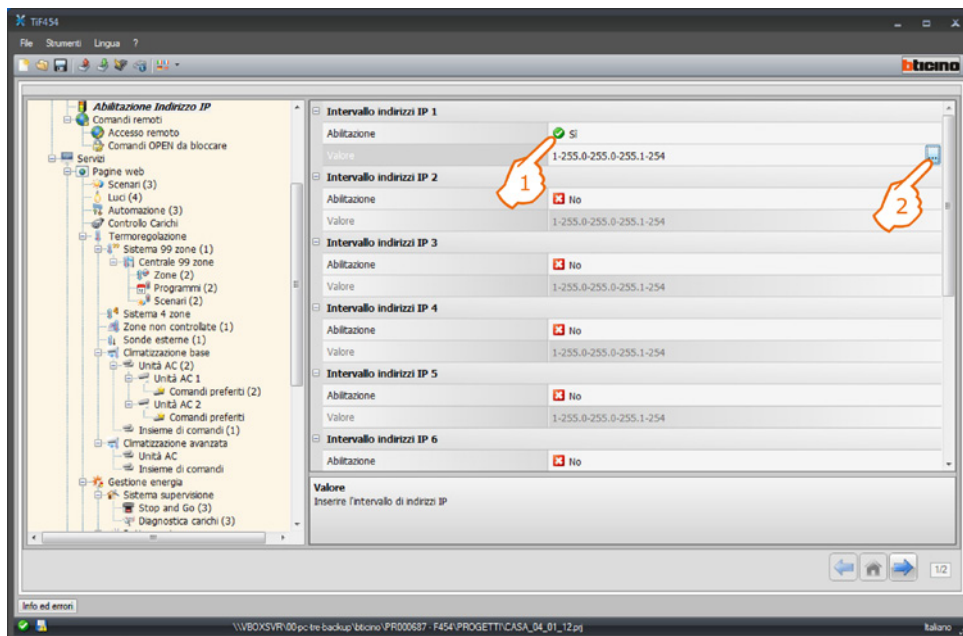 TiF454
File Strumenti Lingua ?
bticino
Abilitazione Indirizzo IP
Comandi remoti
Accesso remoto
Comandi OPEN da bloccare
Servizi
Pagine web
Scenari (3)
Luci (4)
Automazione (3)
Controllo Carichi
Termoregolazione
Sistema 99 zone (1)
Centrale 99 zone
Zone (2)
Programmi (2)
Scenari (2)
Sistema 4 zone
Zone non controllate (1)
Sonde esterne (1)
Climatizzazione base
Unità AC (2)
Unità AC 1
Comandi preferiti (2)
Unità AC 2
Comandi preferiti
Insieme di comandi (1)
Climatizzazione avanzata
Unità AC
Insieme di comandi
Gestione energia
Sistema supervisione
Stop and Go (3)
Diagnostica carichi (3)
Intervallo indirizzi IP 1
Abilitazione Sì
Valore 1-255.0-255.0-255.1-254
1
2
Intervallo indirizzi IP 2
Abilitazione No
Valore 1-255.0-255.0-255.1-254
Intervallo indirizzi IP 3
Abilitazione No
Valore 1-255.0-255.0-255.1-254
Intervallo indirizzi IP 4
Abilitazione No
Valore 1-255.0-255.0-255.1-254
Intervallo indirizzi IP 5
Abilitazione No
Valore 1-255.0-255.0-255.1-254
Intervallo indirizzi IP 6
Abilitazione No
Valore
Inserire l'intervallo di indirizzi IP
1/2
Info ed errori
\\VBOXSVR\00-pc-tre-backup\bticino\PR000687 - F454\PROGETTI\CASA_04_01_12.prj
Italiano